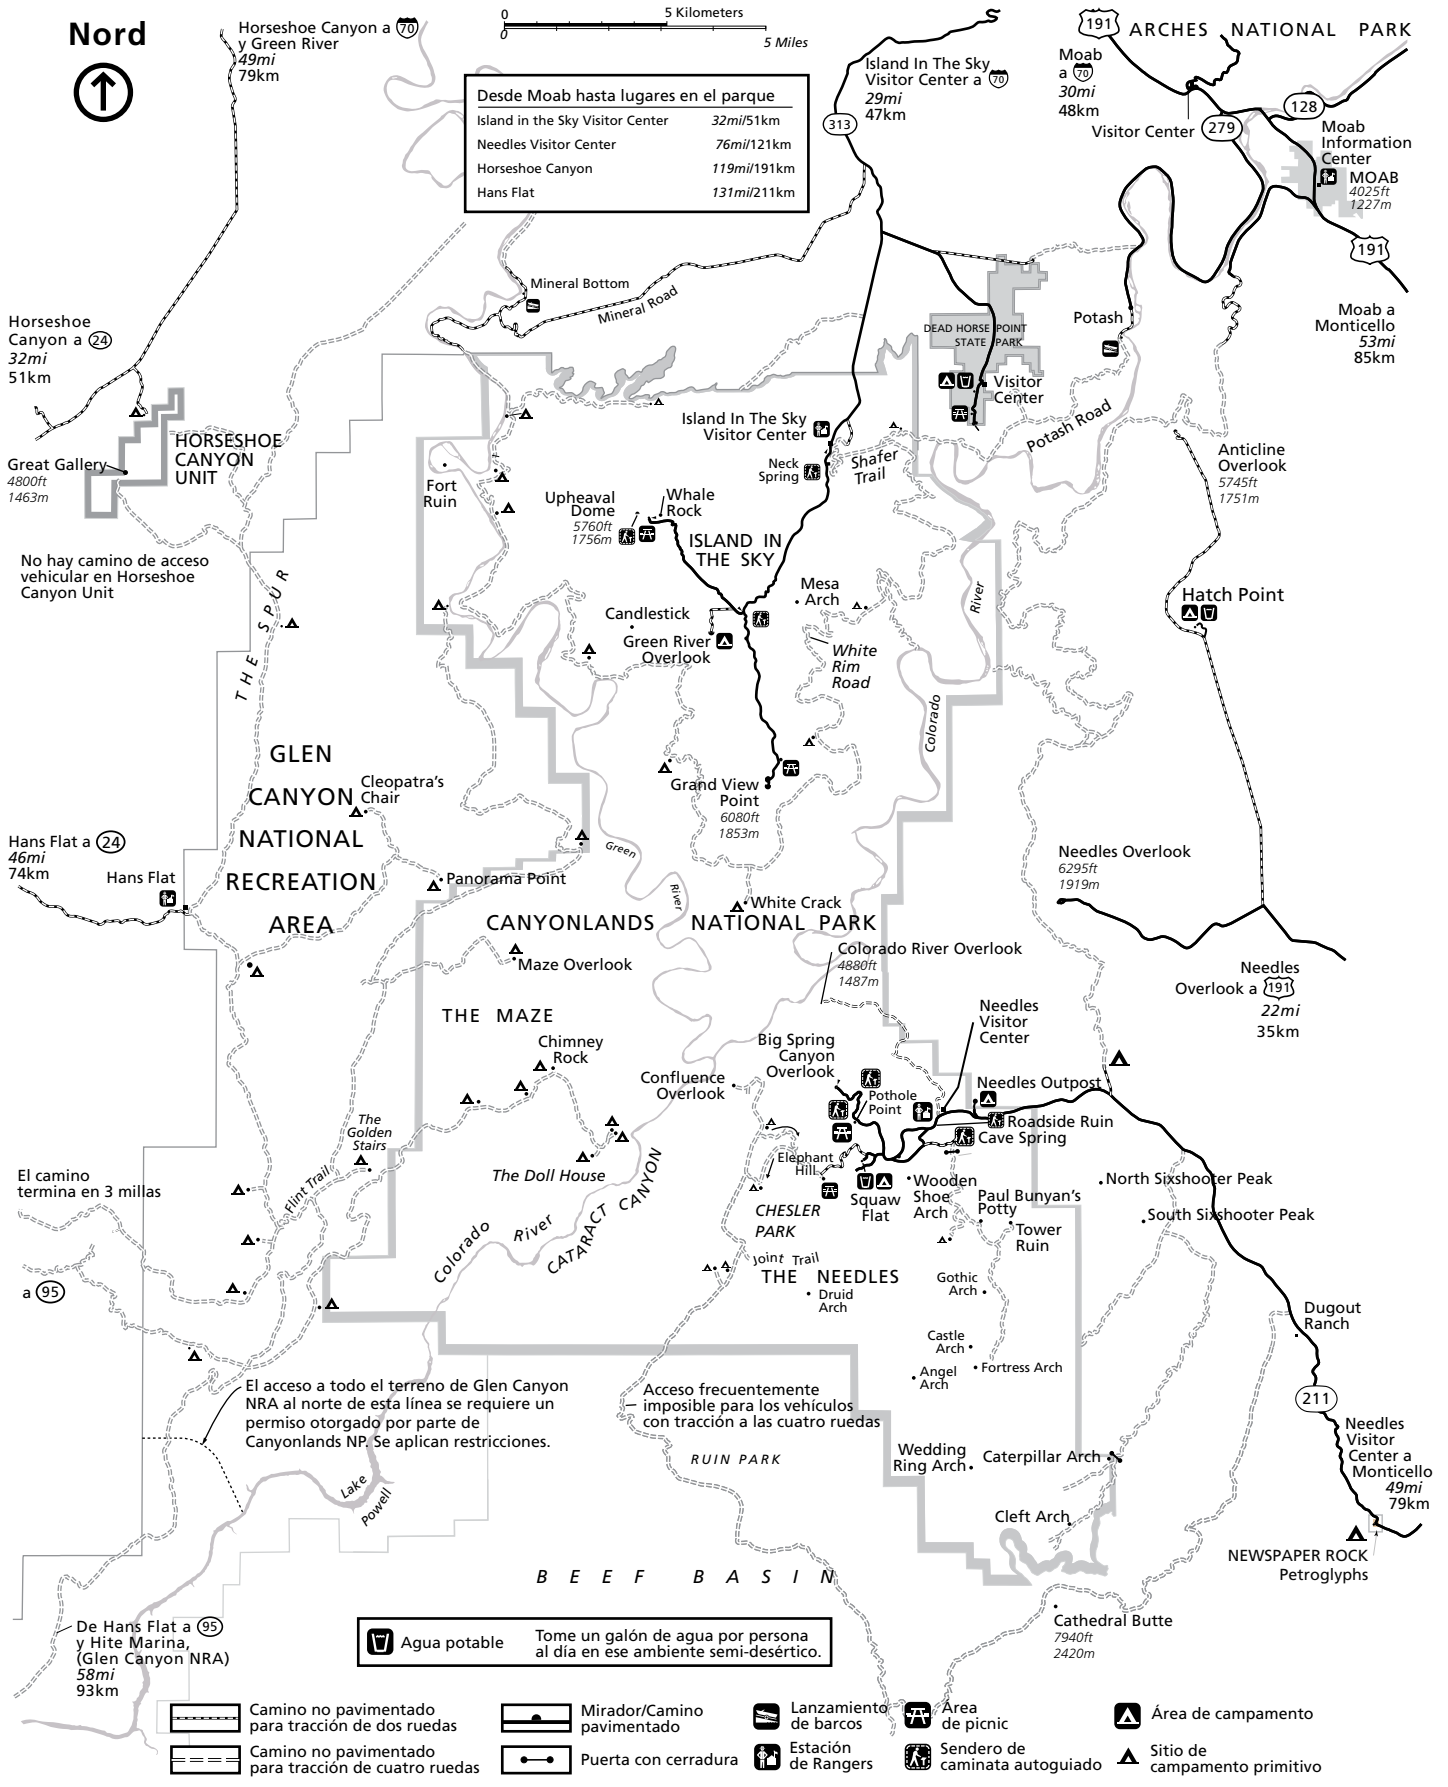 Nord
Horseshoe Canyon a 70
y Green River
49mi
79km
0 5 Kilometers
0 5 Miles
Desde Moab hasta lugares en el parque
Island in the Sky Visitor Center 32mi/51km
Needles Visitor Center 76mi/121km
Horseshoe Canyon 119mi/191km
Hans Flat 131mi/211km
Island In The Sky
Visitor Center a 70
29mi
47km
313
191
ARCHES NATIONAL PARK
Moab
a 70
30mi
48km
Visitor Center
279
128
Moab
Information
Center
MOAB
4025ft
1227m
191
Moab a
Monticello
53mi
85km
Mineral Bottom
Mineral Road
Horseshoe
Canyon a 24
32mi
51km
DEAD HORSE POINT
STATE PARK
Visitor
Center
Potash
Potash Road
HORSESHOE
CANYON
UNIT
Great Gallery
4800ft
1463m
No hay camino de acceso
vehicular en Horseshoe
Canyon Unit
Fort
Ruin
Island In The Sky
Visitor Center
Neck
Spring
Shafer
Trail
Upheaval
Dome
5760ft
1756m
Whale
Rock
ISLAND IN
THE SKY
Anticline
Overlook
5745ft
1751m
Hatch Point
THE SPUR
Mesa
Arch
Candlestick
Green River
Overlook
White
Rim
Road
River
Colorado
GLEN
CANYON
NATIONAL
RECREATION
AREA
Cleopatra's
Chair
Grand View
Point
6080ft
1853m
Hans Flat a 24
46mi
74km
Hans Flat
Panorama Point
Green
River
White Crack
Needles Overlook
6295ft
1919m
CANYONLANDS NATIONAL PARK
Maze Overlook
Colorado River Overlook
4880ft
1487m
Needles
Overlook a 191
22mi
35km
THE MAZE
Chimney
Rock
Needles
Visitor
Center
Big Spring
Canyon
Overlook
Confluence
Overlook
Needles Outpost
Pothole
Point
Roadside Ruin
Cave Spring
The
Golden
Stairs
The Doll House
Elephant
Hill
Squaw
Flat
Wooden
Shoe
Arch
Paul Bunyan's
Potty
Tower
Ruin
North Sixshooter Peak
South Sixshooter Peak
El camino
termina en 3 millas
Flint Trail
a 95
Colorado
River
CATARACT CANYON
CHESLER
PARK
Joint Trail
THE NEEDLES
Druid
Arch
Gothic
Arch
Castle
Arch
Angel
Arch
Fortress Arch
Dugout
Ranch
211
El acceso a todo el terreno de Glen Canyon
NRA al norte de esta línea se requiere un
permiso otorgado por parte de
Canyonlands NP. Se aplican restricciones.
Acceso frecuentemente
imposible para los vehículos
con tracción a las cuatro ruedas
RUIN PARK
Wedding
Ring Arch
Caterpillar Arch
Cleft Arch
Needles
Visitor
Center a
Monticello
49mi
79km
NEWSPAPER ROCK
Petroglyphs
Lake
Powell
BEEF BASIN
Cathedral Butte
7940ft
2420m
De Hans Flat a 95
y Hite Marina,
(Glen Canyon NRA)
58mi
93km
Agua potable
Tome un galón de agua por persona
al día en ese ambiente semi-desértico.
Camino no pavimentado
para tracción de dos ruedas
Camino no pavimentado
para tracción de cuatro ruedas
Mirador/Camino
pavimentado
Puerta con cerradura
Lanzamiento
de barcos
Estación
de Rangers
Área
de picnic
Sendero de
caminata autoguiado
Área de campamento
Sitio de
campamento primitivo